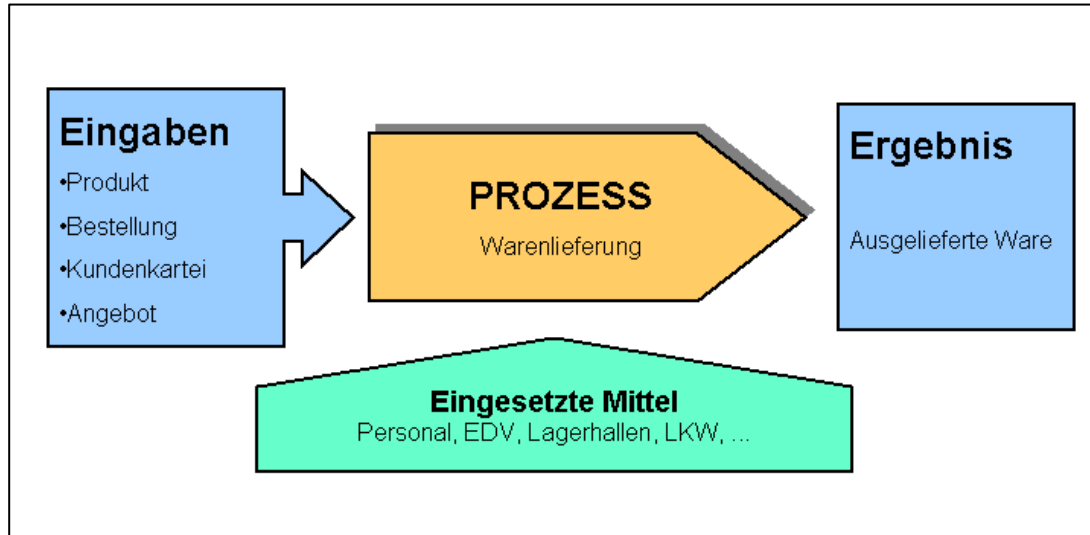 Eingaben
•Produkt
•Bestellung
•Kundenkartei
•Angebot
PROZESS
Warenlieferung
Ergebnis
Ausgelieferte Ware
Eingesetzte Mittel
Personal, EDV, Lagerhallen, LKW, ...